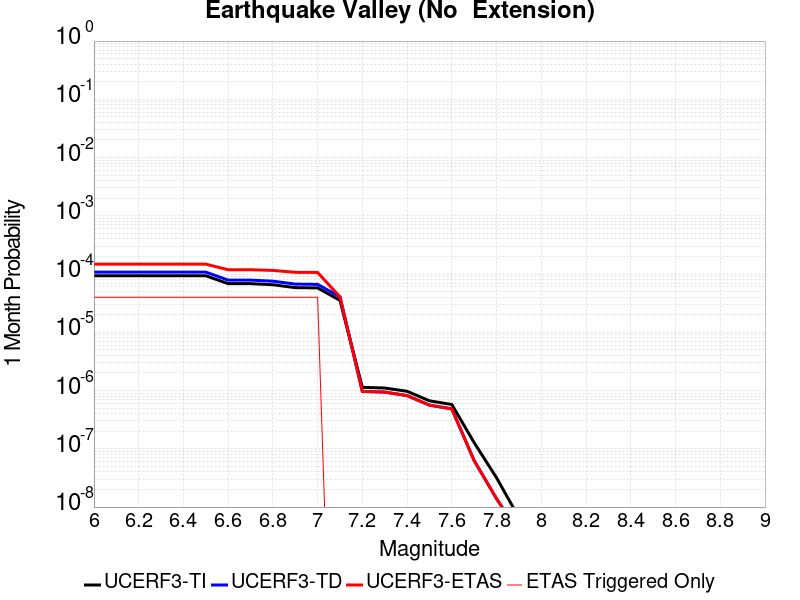 Earthquake Valley (No  Extension)
10^0
10^-1
10^-2
10^-3
10^-4
10^-5
10^-6
10^-7
10^-8
1 Month Probability
6 6.2 6.4 6.6 6.8 7 7.2 7.4 7.6 7.8 8 8.2 8.4 8.6 8.8 9
Magnitude
UCERF3-TI UCERF3-TD UCERF3-ETAS ETAS Triggered Only